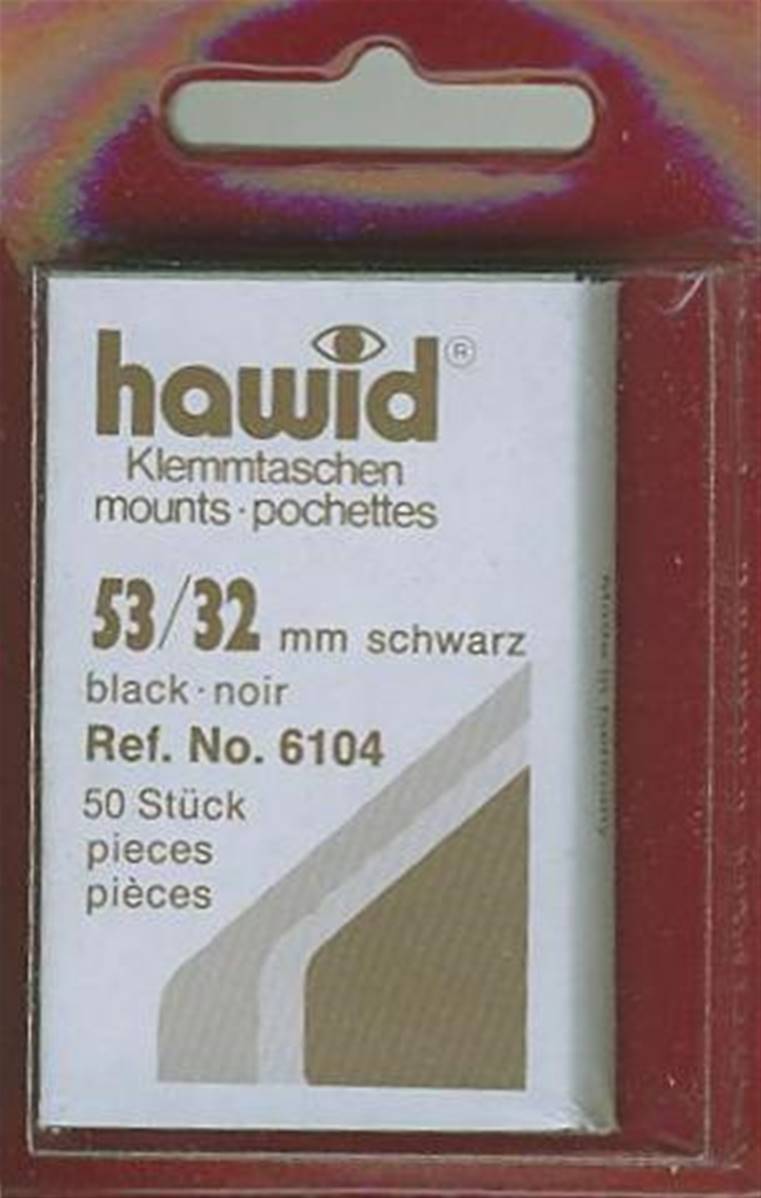 hawid®
Klemmtaschen
mounts · pochettes
53/32 mm schwarz
black · noir
Ref. No. 6104
50 Stück
pieces
pièces